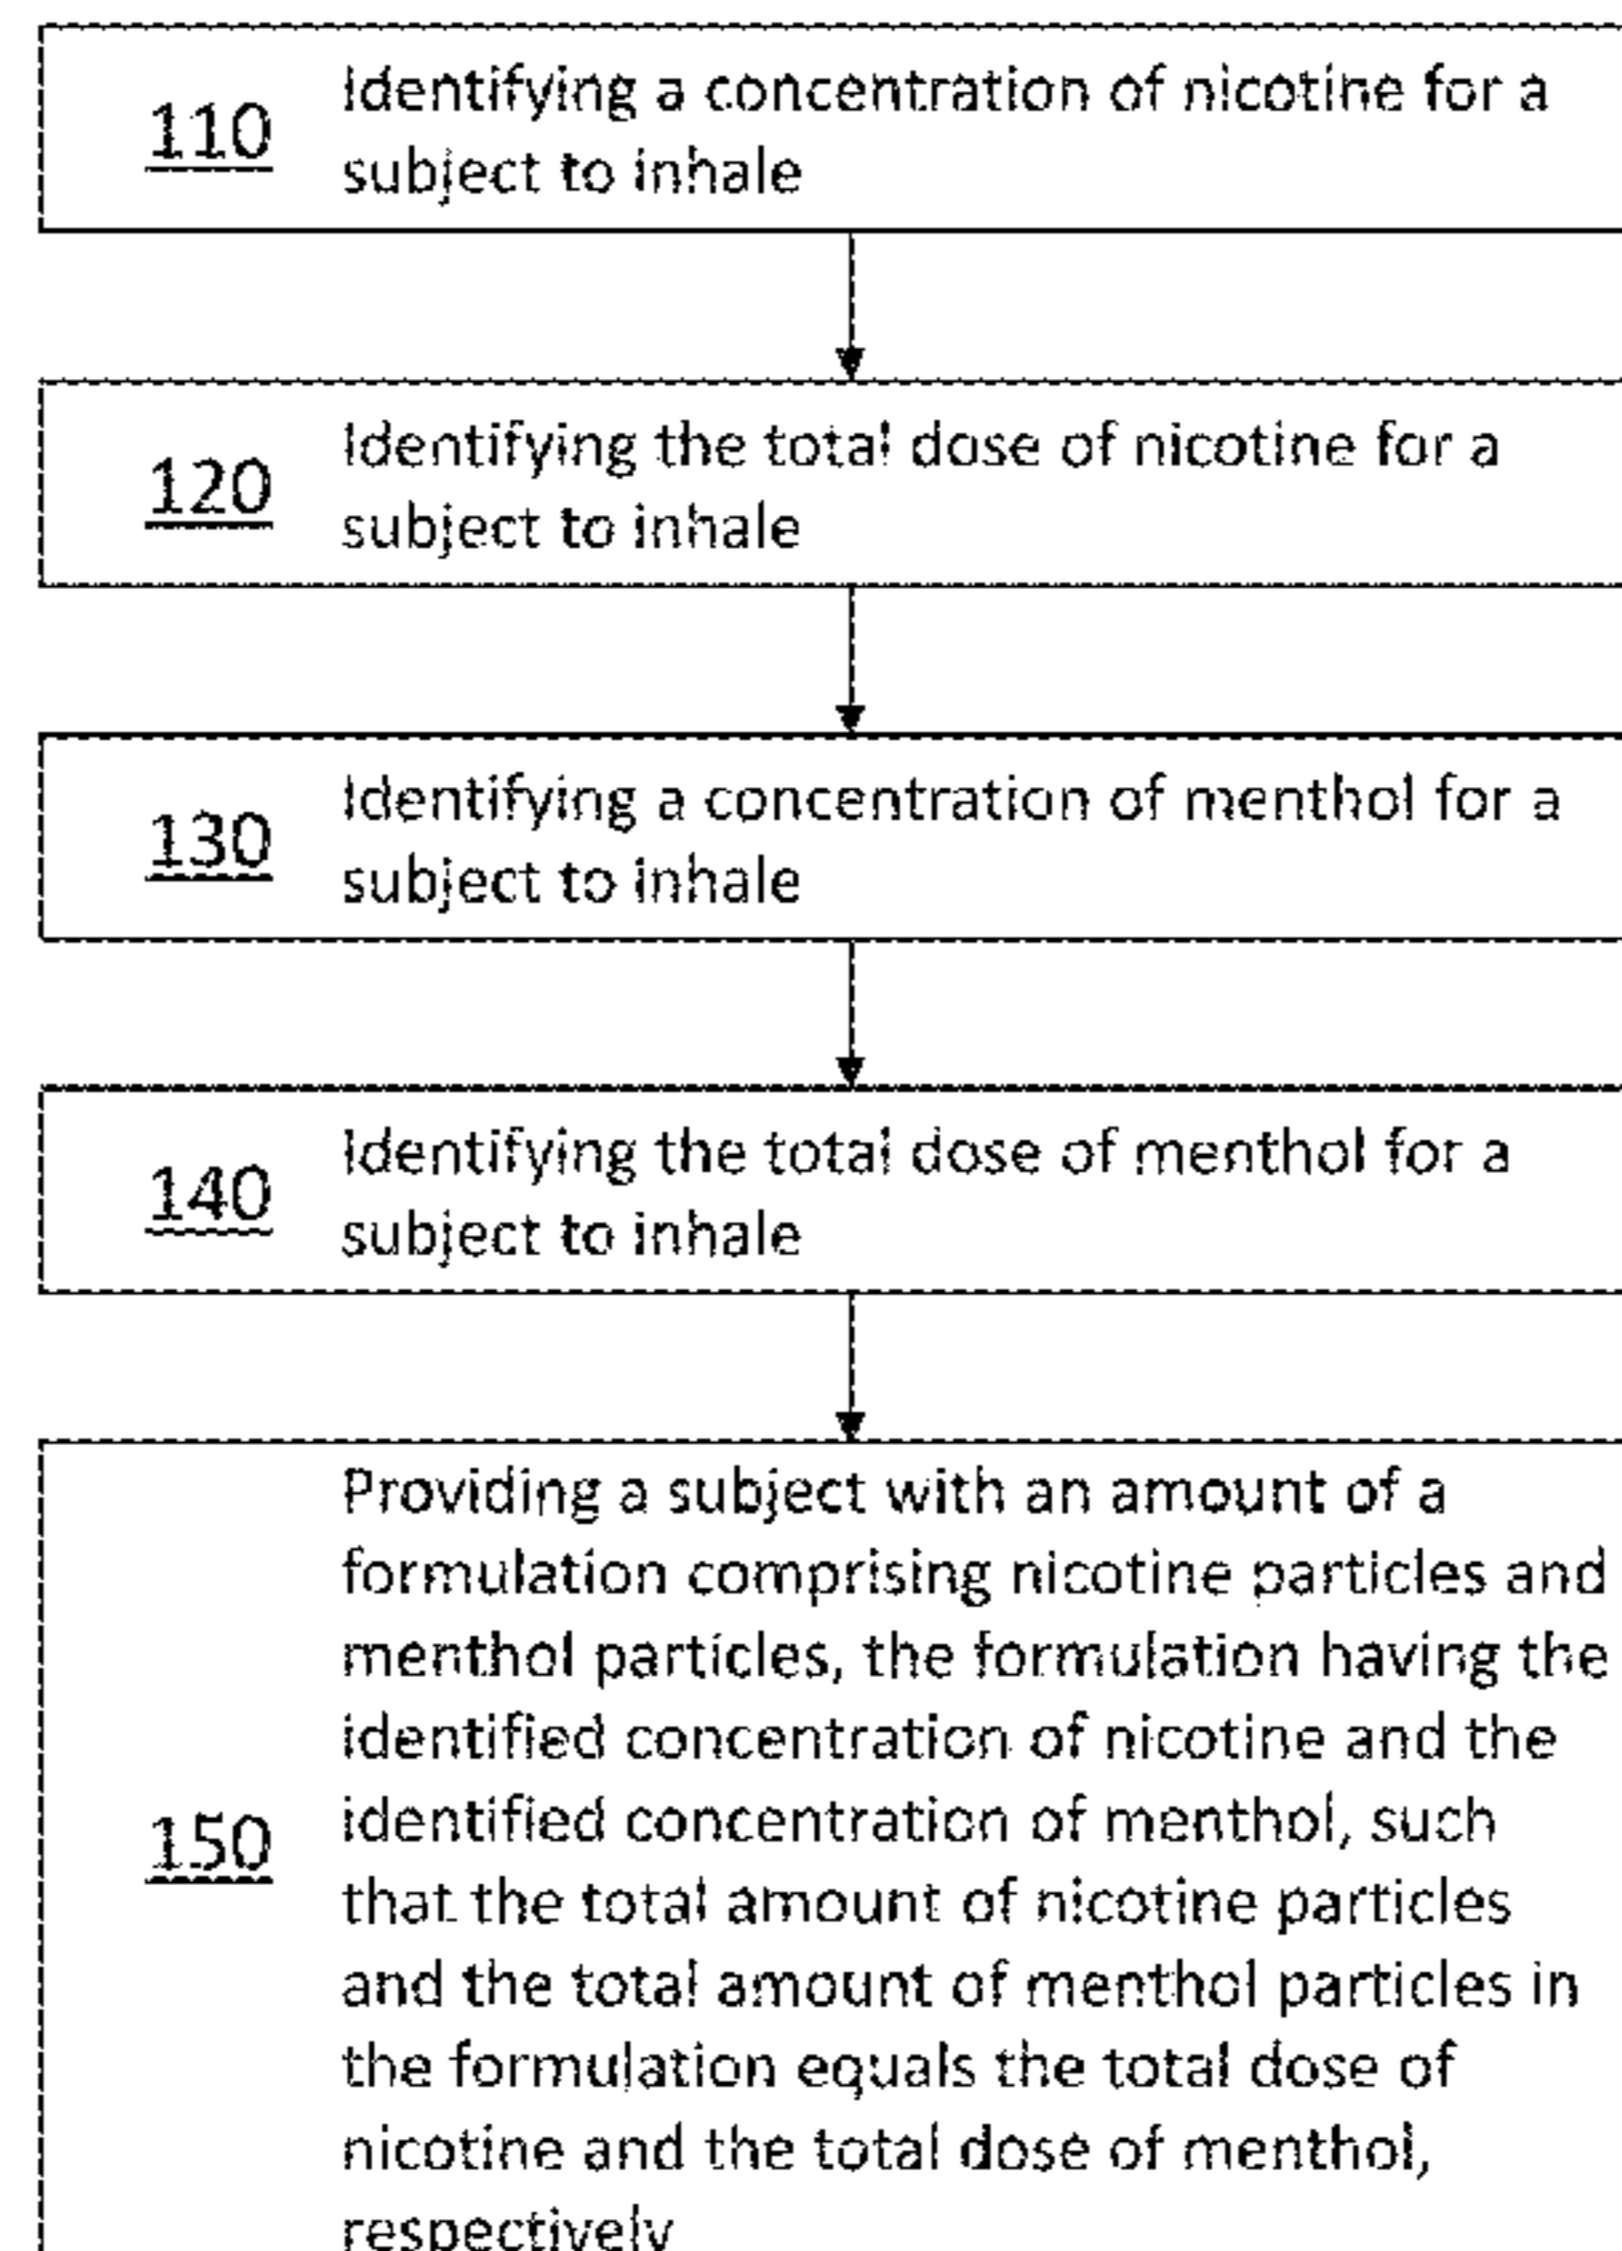 110
Identifying a concentration of nicotine for a
subject to inhale
120
Identifying the total dose of nicotine for a
subject to inhale
130
Identifying a concentration of menthol for a
subject to inhale
140
Identifying the total dose of menthol for a
subject to inhale
150
Providing a subject with an amount of a
formulation comprising nicotine particles and
menthol particles, the formulation having the
identified concentration of nicotine and the
identified concentration of menthol, such
that the total amount of nicotine particles
and the total amount of menthol particles in
the formulation equals the total dose of
nicotine and the total dose of menthol,
respectively